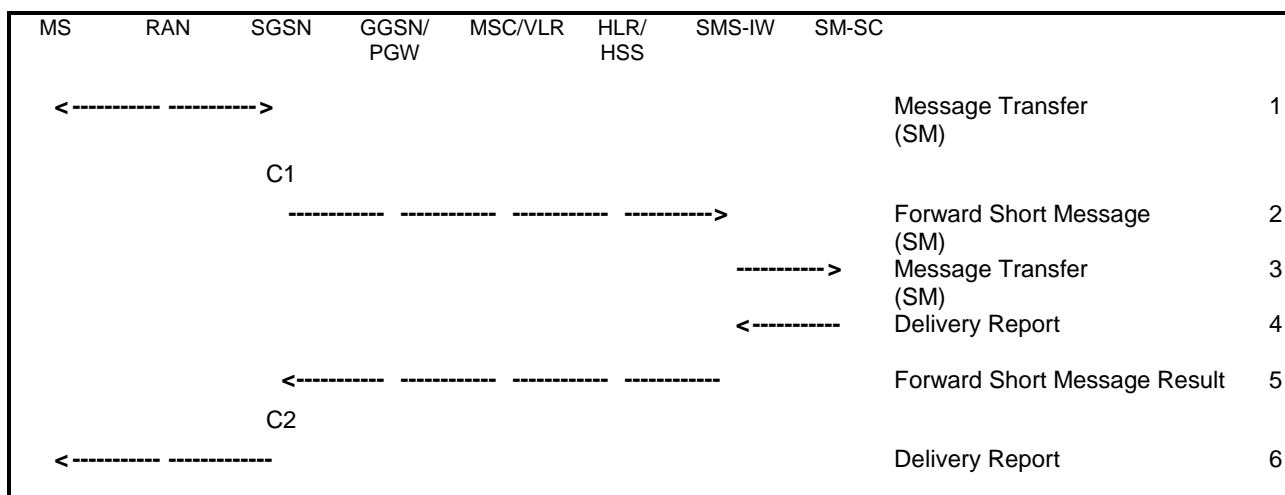 MS RAN SGSN GGSN/ MSC/VLR HLR/ SMS-IW SM-SC
PGW HSS
Message Transfer 1
(SM)
C1
Forward Short Message 2
(SM)
Message Transfer 3
(SM)
Delivery Report 4
Forward Short Message Result 5
C2
Delivery Report 6